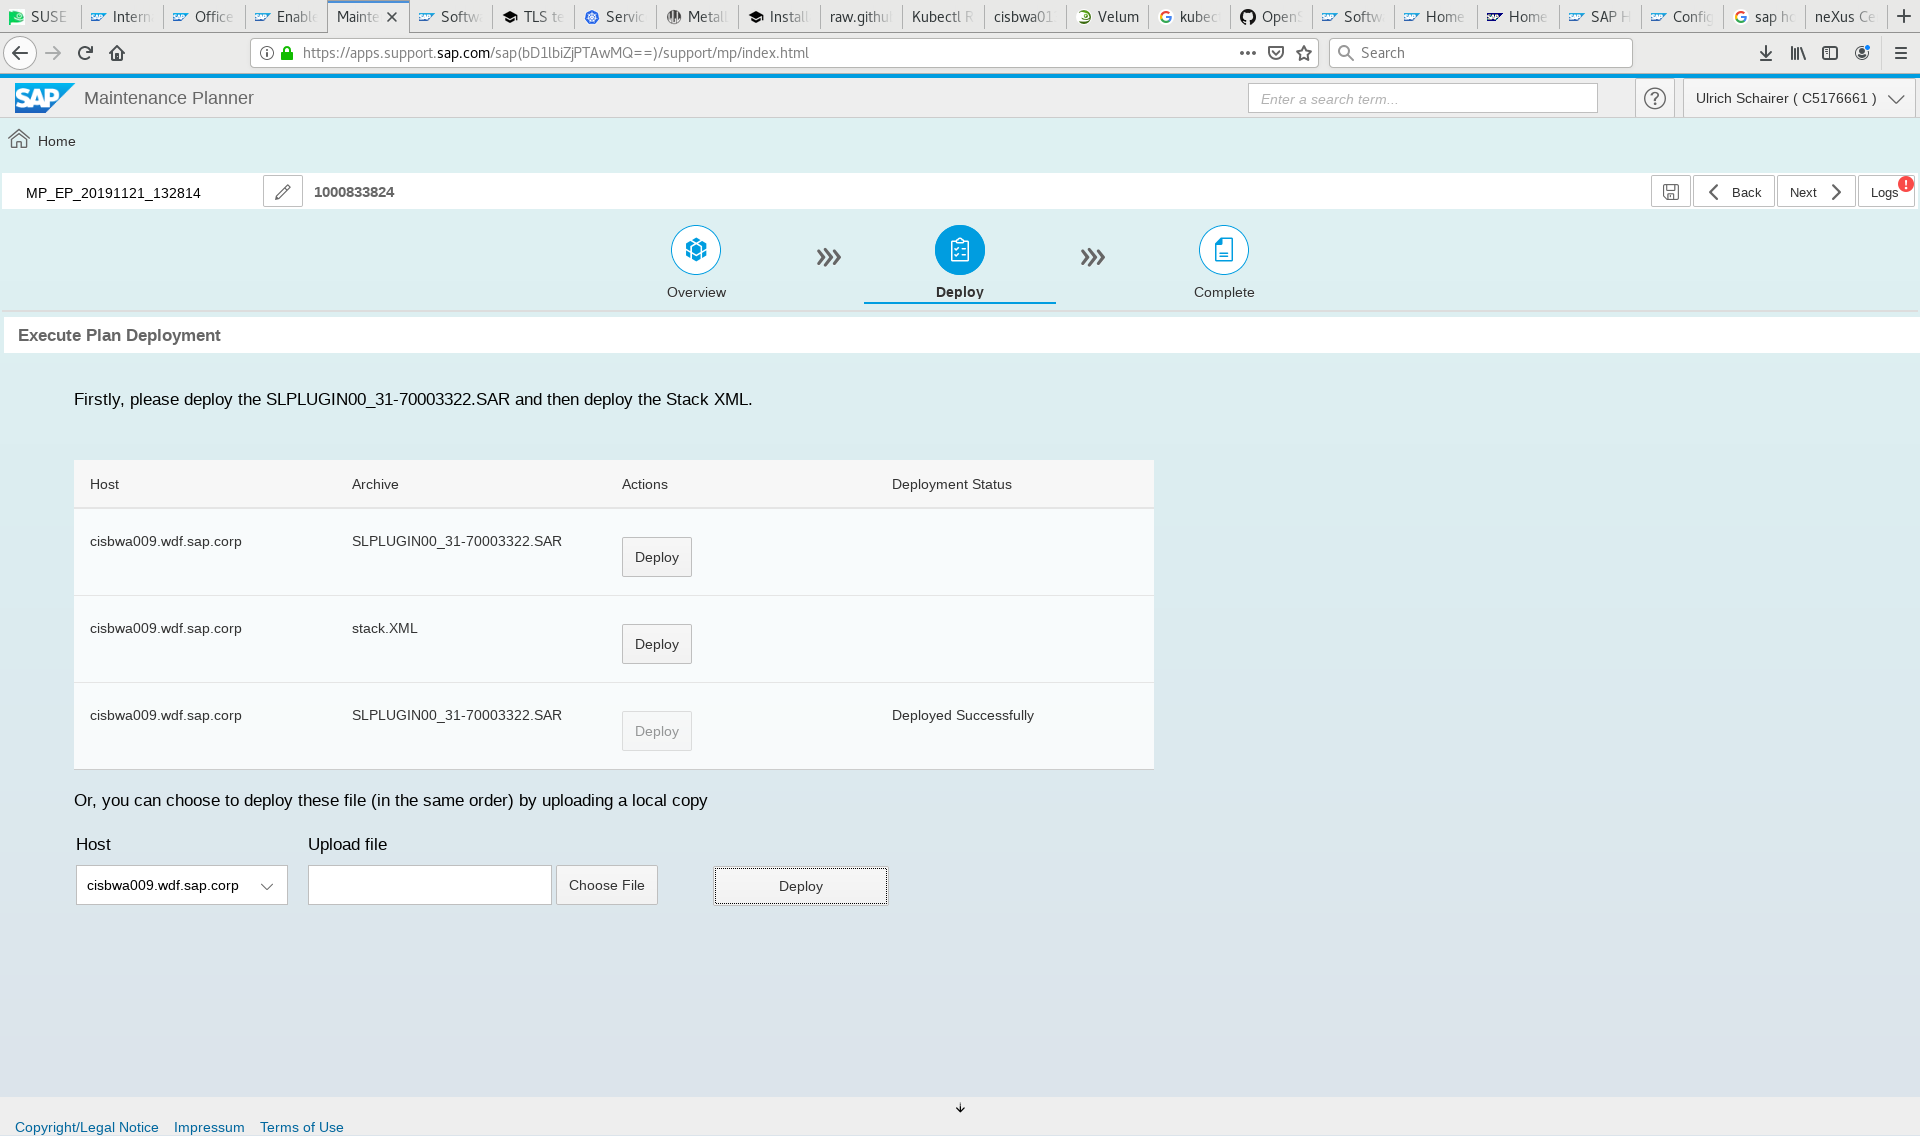 SUSE Intern Office Enable Mainte Softwa TLS te Servic Metall Install raw.githu Kubectl R cisbwa01 Velum kubec OpenS Softwa Home Home SAP H Config sap ho neXus Ce
https://apps.support.sap.com/sap(bD1lbiZjPTAwMQ==)/support/mp/index.html Search
SAP Maintenance Planner Enter a search term... Ulrich Schairer ( C5176661 )
Home
MP_EP_20191121_132814 1000833824 Back Next Logs
Overview Deploy Complete
Execute Plan Deployment
Firstly, please deploy the SLPLUGIN00_31-70003322.SAR and then deploy the Stack XML.
Host Archive Actions Deployment Status
cisbwa009.wdf.sap.corp SLPLUGIN00_31-70003322.SAR Deploy
cisbwa009.wdf.sap.corp stack.XML Deploy
cisbwa009.wdf.sap.corp SLPLUGIN00_31-70003322.SAR Deploy Deployed Successfully
Or, you can choose to deploy these file (in the same order) by uploading a local copy
Host Upload file
cisbwa009.wdf.sap.corp Choose File Deploy
Copyright/Legal Notice Impressum Terms of Use